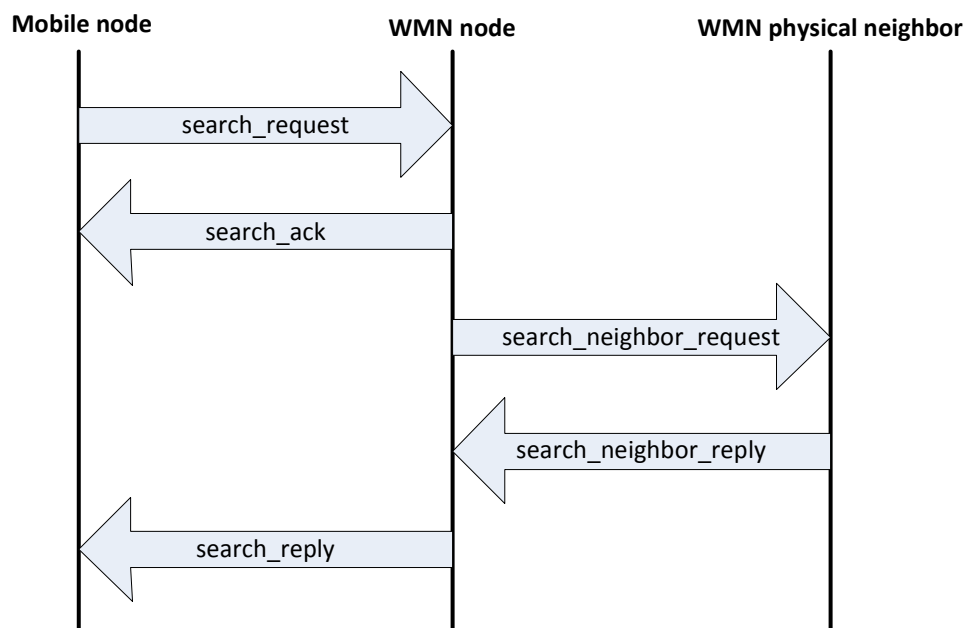 Mobile node
WMN node
WMN physical neighbor
search_request
search_ack
search_neighbor_request
search_neighbor_reply
search_reply